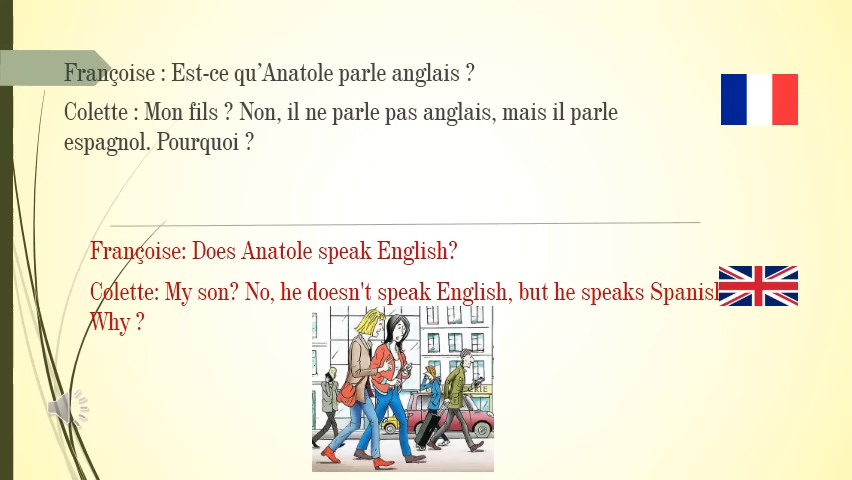 Françoise : Est-ce qu’Anatole parle anglais ?
Colette : Mon fils ? Non, il ne parle pas anglais, mais il parle
espagnol. Pourquoi ?
Françoise: Does Anatole speak English?
Colette: My son? No, he doesn't speak English, but he speaks Spanish
Why ?